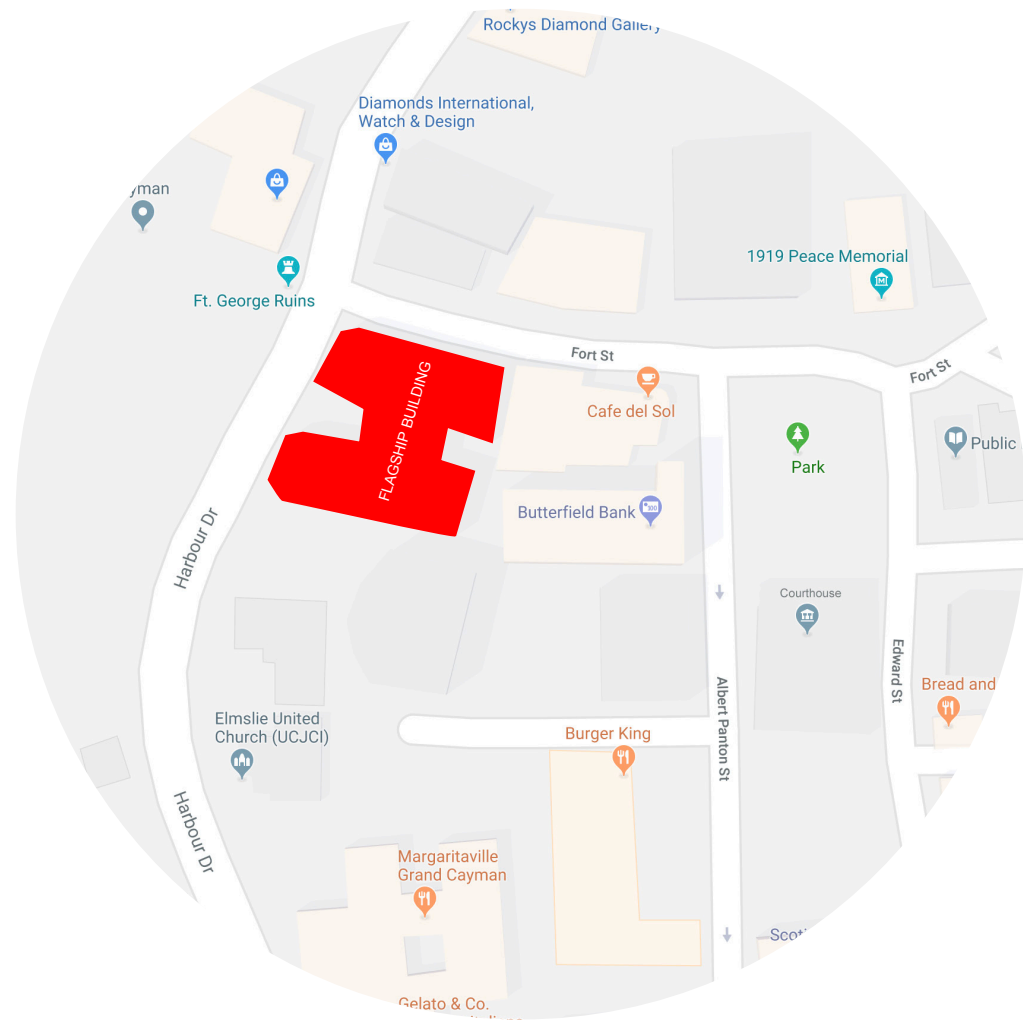 Rockys Diamond Gallery
Diamonds International,
Watch & Design
yman
1919 Peace Memorial
Ft. George Ruins
Fort St
Fort St
FLAGSHIP BUILDING
Cafe del Sol
Public
Park
Butterfield Bank
100
Harbour Dr
Courthouse
Edward St
Bread and
Albert Panton St
Elmslie United
Church (UCJCI)
Burger King
Harbour Dr
Margaritaville
Grand Cayman
Scoti
Gelato & Co.